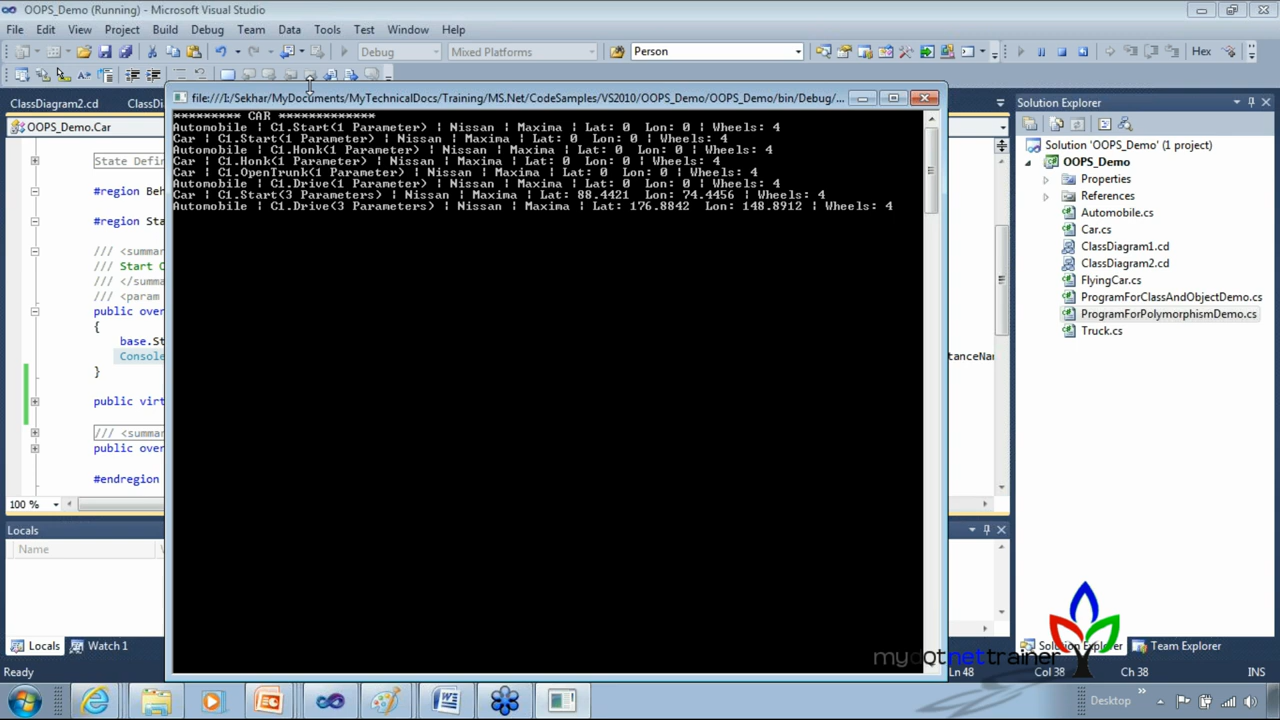 OOPS_Demo (Running) - Microsoft Visual Studio
File Edit View Project Build Debug Team Data Tools Test Window Help
Debug Mixed Platforms Person Hex
ClassDiagram2.cd ClassDi
file:///I:/Sekhar/MyDocuments/MyTechnicalDocs/Training/MS.Net/CodeSamples/VS2010/OOPS_Demo/OOPS_Demo/bin/Debug/...
Solution Explorer
OOPS_Demo.Car
********* CAR *************
Automobile | C1.Start(1 Parameter) | Nissan | Maxima | Lat: 0 Lon: 0 | Wheels: 4
Car | C1.Start(1 Parameter) | Nissan | Maxima | Lat: 0 Lon: 0 | Wheels: 4
Automobile | C1.Honk(1 Parameter) | Nissan | Maxima | Lat: 0 Lon: 0 | Wheels: 4
Car | C1.Honk(1 Parameter) | Nissan | Maxima | Lat: 0 Lon: 0 | Wheels: 4
Car | C1.OpenTrunk(1 Parameter) | Nissan | Maxima | Lat: 0 Lon: 0 | Wheels: 4
Automobile | C1.Drive(1 Parameter) | Nissan | Maxima | Lat: 0 Lon: 0 | Wheels: 4
Car | C1.Start(3 Parameters) | Nissan | Maxima | Lat: 88.4421 Lon: 74.4456 | Wheels: 4
Automobile | C1.Drive(3 Parameters) | Nissan | Maxima | Lat: 176.8842 Lon: 148.8912 | Wheels: 4
State Defin
#region Beh
#region Sta
/// <summar
/// Start C
/// </summa
/// <param
public over
{
base.St
Console
tanceNam
}
public virt
/// <summa
public over
#endregion
100 %
Solution 'OOPS_Demo' (1 project)
OOPS_Demo
Properties
References
Automobile.cs
Car.cs
ClassDiagram1.cd
ClassDiagram2.cd
FlyingCar.cs
ProgramForClassAndObjectDemo.cs
ProgramForPolymorphismDemo.cs
Truck.cs
Locals
Name
Locals Watch 1
Solution Explorer Team Explorer
mydotnettrainer
Ready Ln 48 Col 38 Ch 38 INS
Desktop